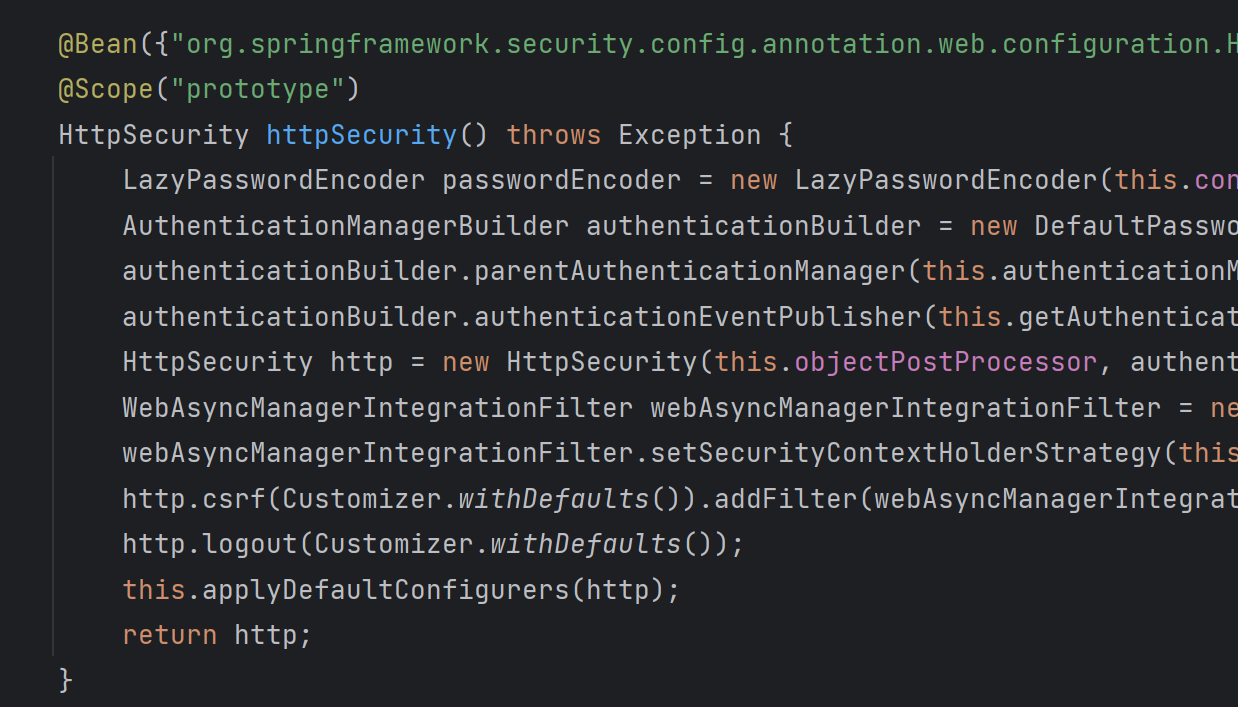 @Bean({"org.springframework.security.config.annotation.web.configuration.H
@Scope("prototype")
HttpSecurity httpSecurity() throws Exception {
LazyPasswordEncoder passwordEncoder = new LazyPasswordEncoder(this.con
AuthenticationManagerBuilder authenticationBuilder = new DefaultPasswo
authenticationBuilder.parentAuthenticationManager(this.authenticationM
authenticationBuilder.authenticationEventPublisher(this.getAuthenticat
HttpSecurity http = new HttpSecurity(this.objectPostProcessor, authent
WebAsyncManagerIntegrationFilter webAsyncManagerIntegrationFilter = ne
webAsyncManagerIntegrationFilter.setSecurityContextHolderStrategy(this
http.csrf(Customizer.withDefaults()).addFilter(webAsyncManagerIntegrat
http.logout(Customizer.withDefaults());
this.applyDefaultConfigurers(http);
return http;
}